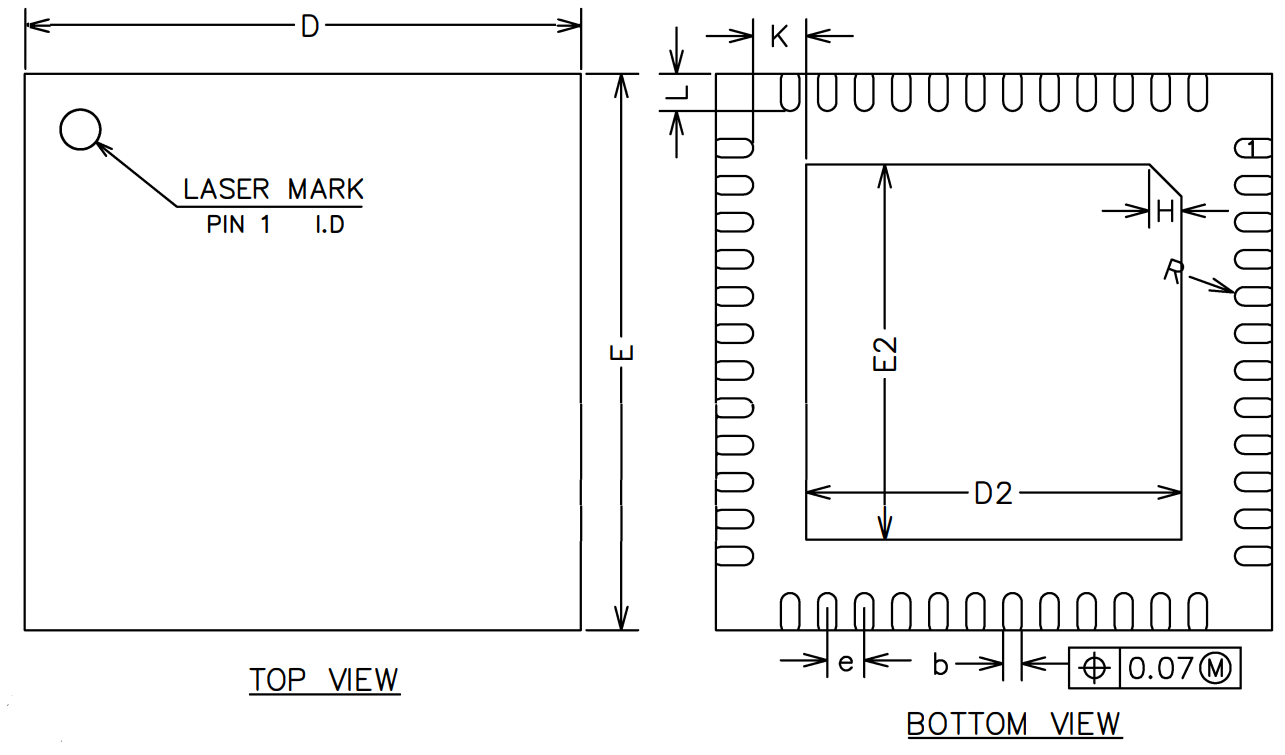 D
K
L
LASER MARK
PIN 1 I.D
1
H
R
E
E2
D2
e
b
0.07 Ⓜ
TOP VIEW
BOTTOM VIEW